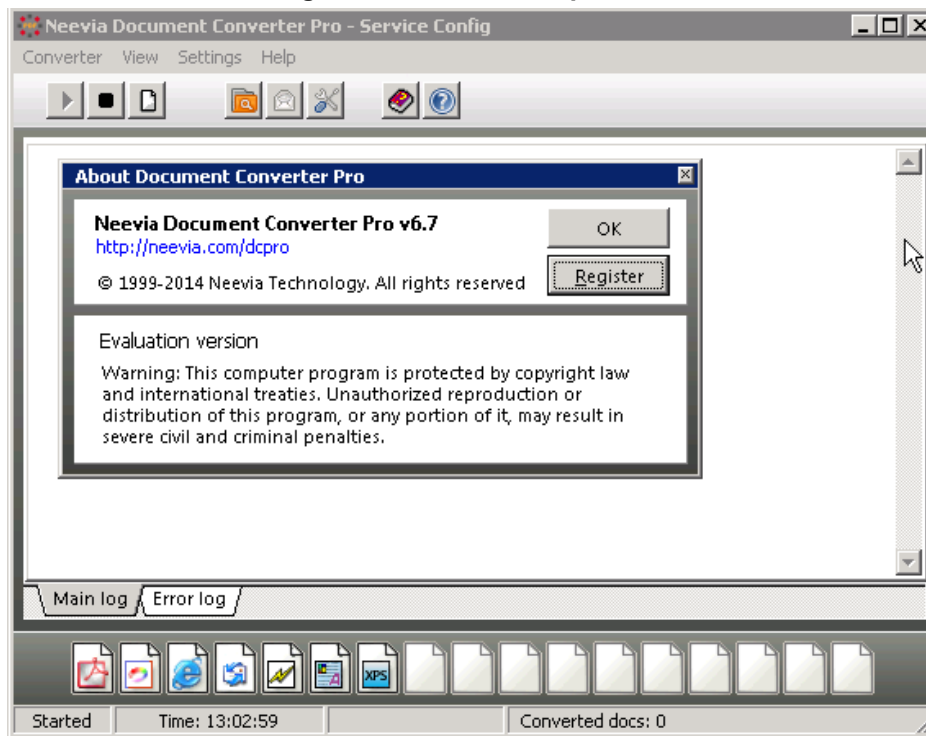 Neevia Document Converter Pro - Service Config
Converter View Settings Help
About Document Converter Pro
Neevia Document Converter Pro v6.7
http://neevia.com/dcpro
© 1999-2014 Neevia Technology. All rights reserved
OK
Register
Evaluation version
Warning: This computer program is protected by copyright law
and international treaties. Unauthorized reproduction or
distribution of this program, or any portion of it, may result in
severe civil and criminal penalties.
Main log Error log
XPS
Started Time: 13:02:59 Converted docs: 0